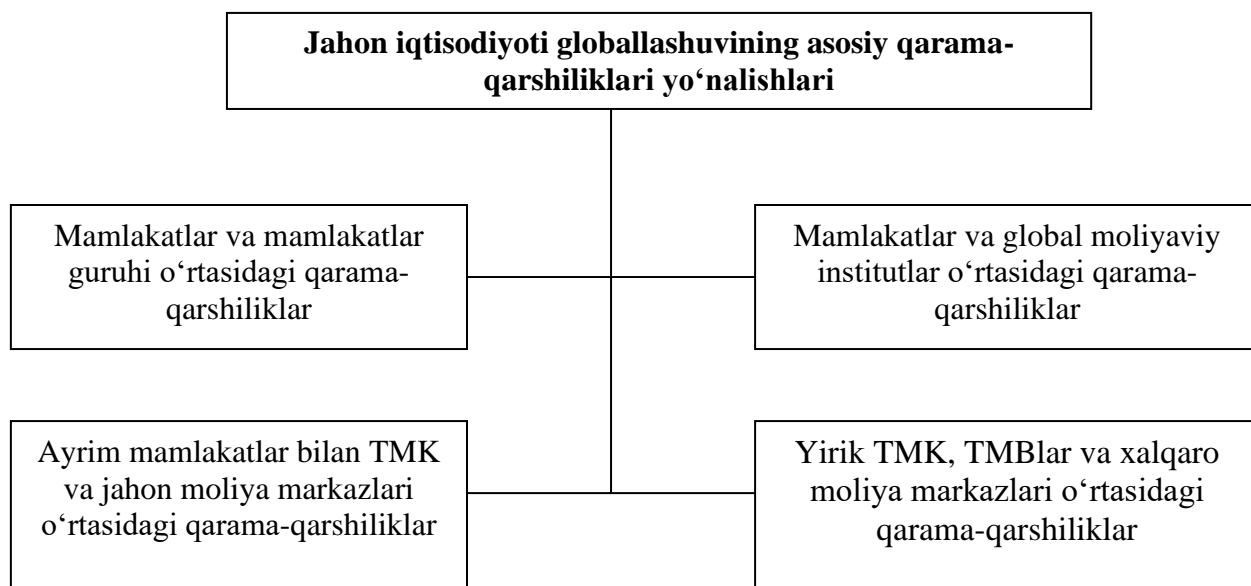 Jahon iqtisodiyoti globallashuvining asosiy qarama-
qarshiliklari yo‘nalishlari
Mamlakatlar va mamlakatlar
guruhi o‘rtasidagi qarama-
qarshiliklar
Mamlakatlar va global moliyaviy
institutlar o‘rtasidagi qarama-
qarshiliklar
Ayrim mamlakatlar bilan TMK
va jahon moliya markazlari
o‘rtasidagi qarama-qarshiliklar
Yirik TMK, TMBlar va xalqaro
moliya markazlari o‘rtasidagi
qarama-qarshiliklar